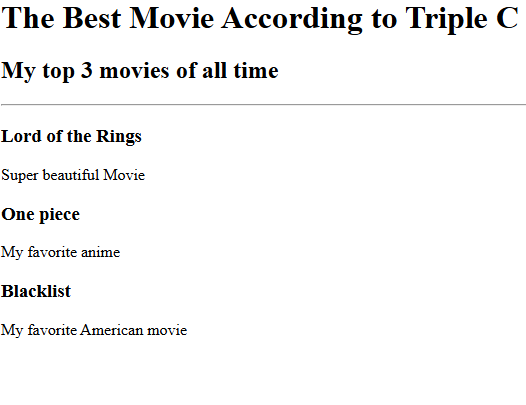 The Best Movie According to Triple C
My top 3 movies of all time
Lord of the Rings
Super beautiful Movie
One piece
My favorite anime
Blacklist
My favorite American movie